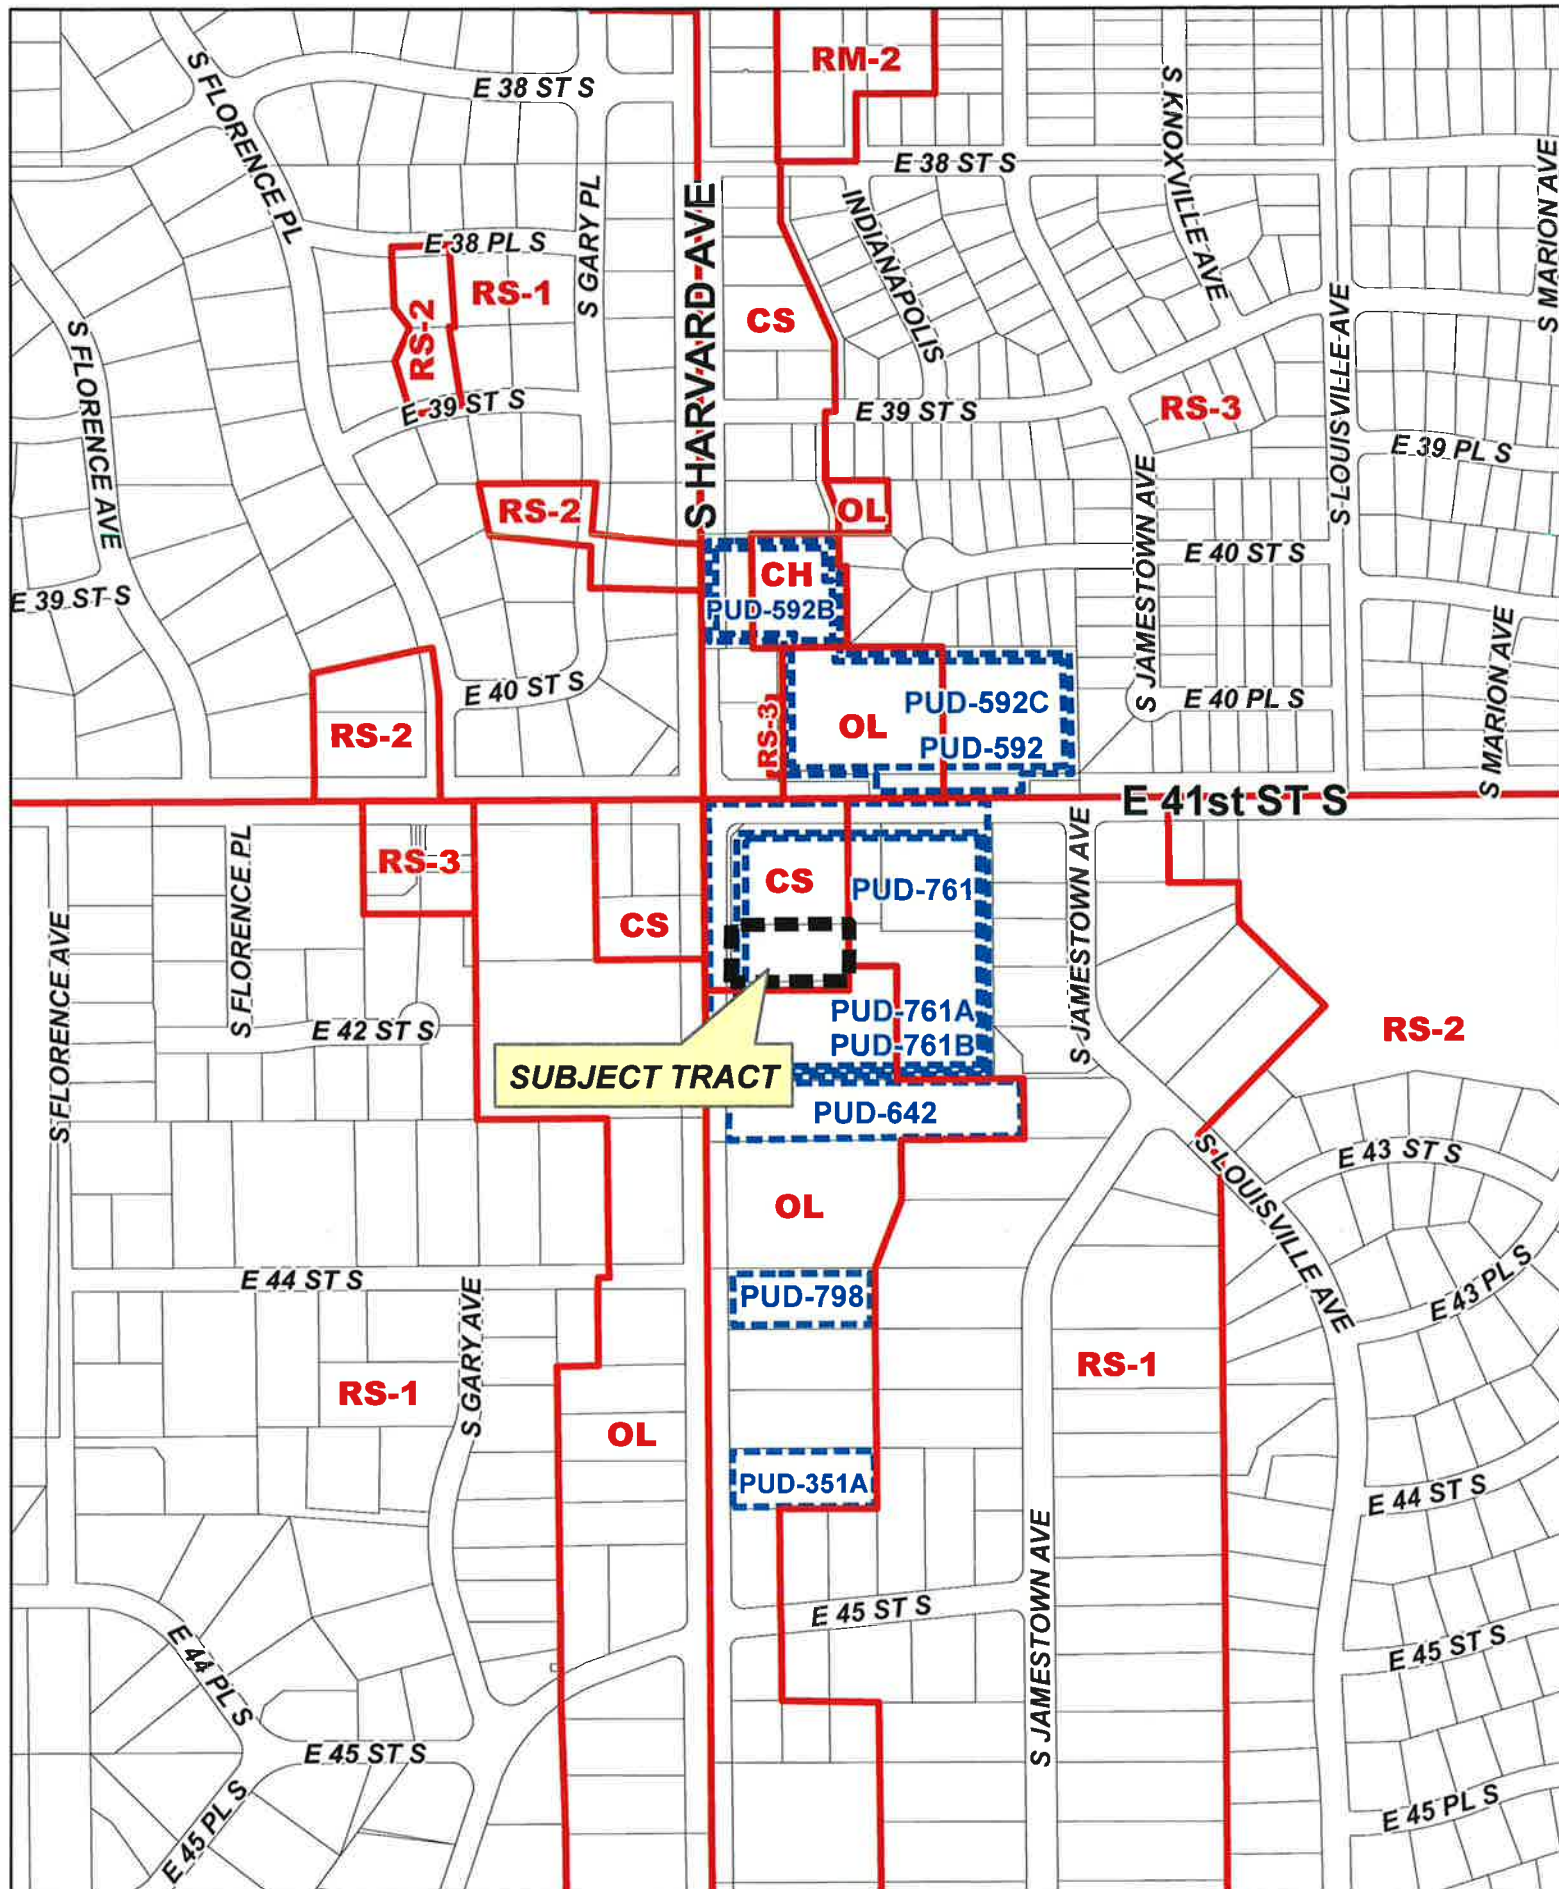 RM-2
E 38 ST S
S FLORENCE PL
S KNOXVILLE AVE
E 38 ST S
S MARION AVE
S HARVARD AVE
INDIANAPOLIS
S GARY PL
E 38 PL S
RS-1
RS-2
CS
S FLORENCE AVE
S LOUISVILLE AVE
E 39 ST S
E 39 ST S
RS-3
E 39 PL S
RS-2
OL
S JAMESTOWN AVE
E 40 ST S
CH
PUD-592B
E 39 ST S
S MARION AVE
E 40 ST S
PUD-592C
E 40 PL S
RS-3
OL
RS-2
PUD-592
E 41st ST S
S FLORENCE PL
RS-3
CS
PUD-761
S JAMESTOWN AVE
CS
S FLORENCE AVE
PUD-761A
E 42 ST S
RS-2
PUD-761B
SUBJECT TRACT
PUD-642
E 43 ST S
S LOUISVILLE AVE
OL
E 44 ST S
PUD-798
E 43 PL S
S GARY AVE
RS-1
RS-1
OL
PUD-351A
E 44 ST S
S JAMESTOWN AVE
E 45 ST S
E 45 ST S
E 44 PL S
E 45 ST S
E 45 PL S
E 45 PL S